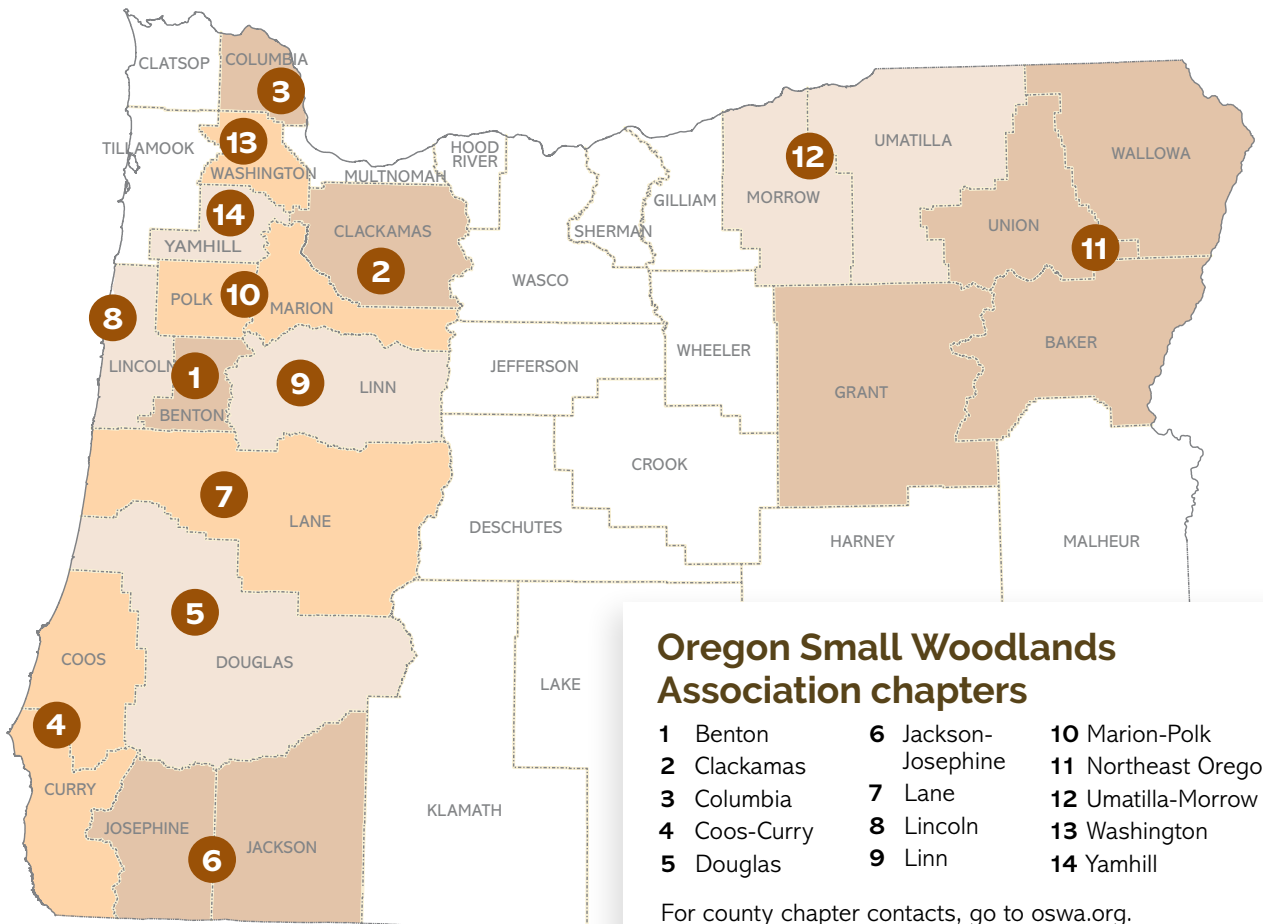 CLATSOP
COLUMBIA
3
13
TILLAMOOK
WASHINGTON
MULTNOMAH
HOOD
RIVER
12
UMATILLA
WALLOWA
14
YAMHILL
CLACKAMAS
2
SHERMAN
GILLIAM
MORROW
UNION
11
WASCO
POLK
10
MARION
8
LINCOLN
1
BENTON
9
LINN
JEFFERSON
WHEELER
BAKER
GRANT
CROOK
7
LANE
DESCHUTES
HARNEY
MALHEUR
5
COOS
DOUGLAS
LAKE
4
CURRY
KLAMATH
JOSEPHINE
6
JACKSON
Oregon Small Woodlands
Association chapters
1 Benton
2 Clackamas
3 Columbia
4 Coos-Curry
5 Douglas
6 Jackson-
Josephine
7 Lane
8 Lincoln
9 Linn
10 Marion-Polk
11 Northeast Orego
12 Umatilla-Morrow
13 Washington
14 Yamhill
For county chapter contacts, go to oswa.org.